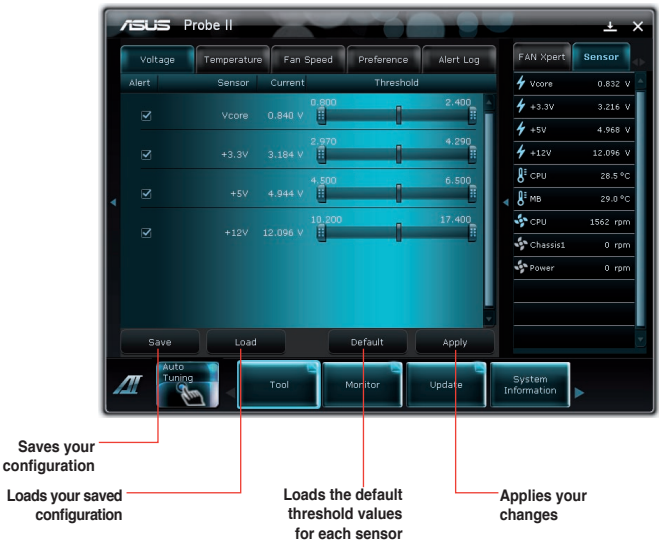 ASUS Probe II
Voltage Temperature Fan Speed Preference Alert Log
Alert Sensor Current Threshold
Vcore 0.840 V 0.800 2.400
+3.3V 3.184 V 2.970 4.290
+5V 4.944 V 4.500 6.500
+12V 12.096 V 10.200 17.400
Save Load Default Apply
FAN Xpert Sensor
Vcore 0.832 V
+3.3V 3.216 V
+5V 4.968 V
+12V 12.096 V
CPU 28.5 °C
MB 29.0 °C
CPU 1562 rpm
Chassis1 0 rpm
Power 0 rpm
AI
Auto
Tuning
Tool
Monitor
Update
System
Information
Saves your
configuration
Loads your saved
configuration
Loads the default
threshold values
for each sensor
Applies your
changes